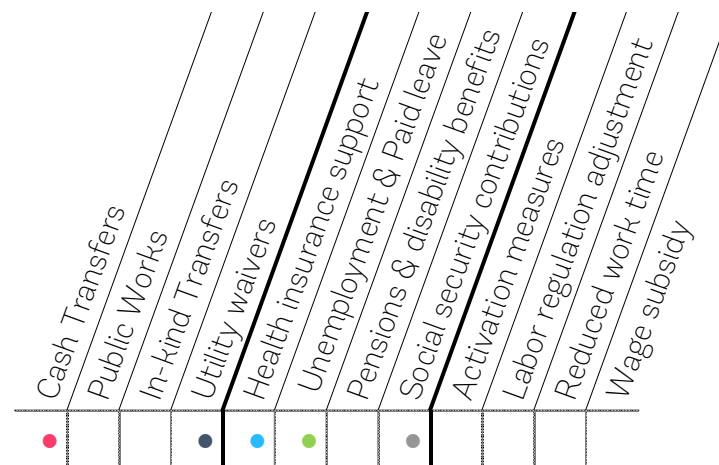 Cash Transfers
Public Works
In-kind Transfers
Utility waivers
Health insurance support
Unemployment & Paid leave
Pensions & disability benefits
Social security contributions
Activation measures
Labor regulation adjustment
Reduced work time
Wage subsidy